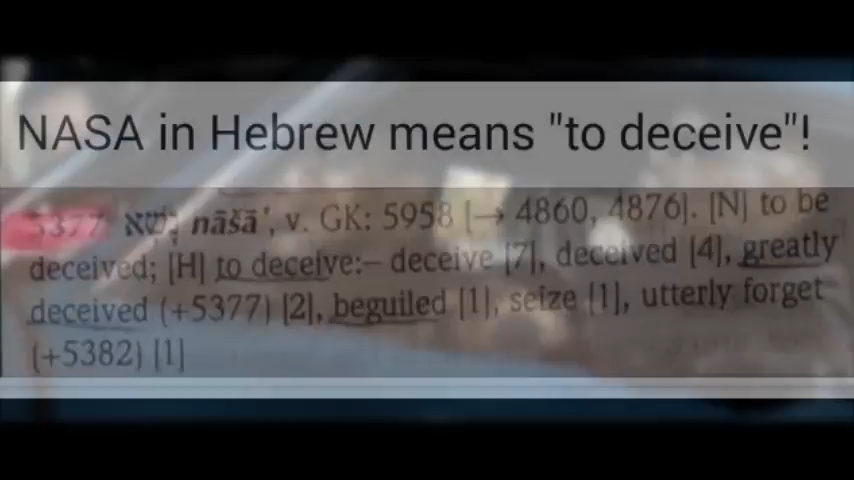 NASA in Hebrew means "to deceive"!
5377 נָשָׁא nāšā', v. GK: 5958 [→ 4860, 4876]. [N] to be
deceived; [H] to deceive:– deceive [7], deceived [4], greatly
deceived (+5377) [2], beguiled [1], seize [1], utterly forget
(+5382) [1]